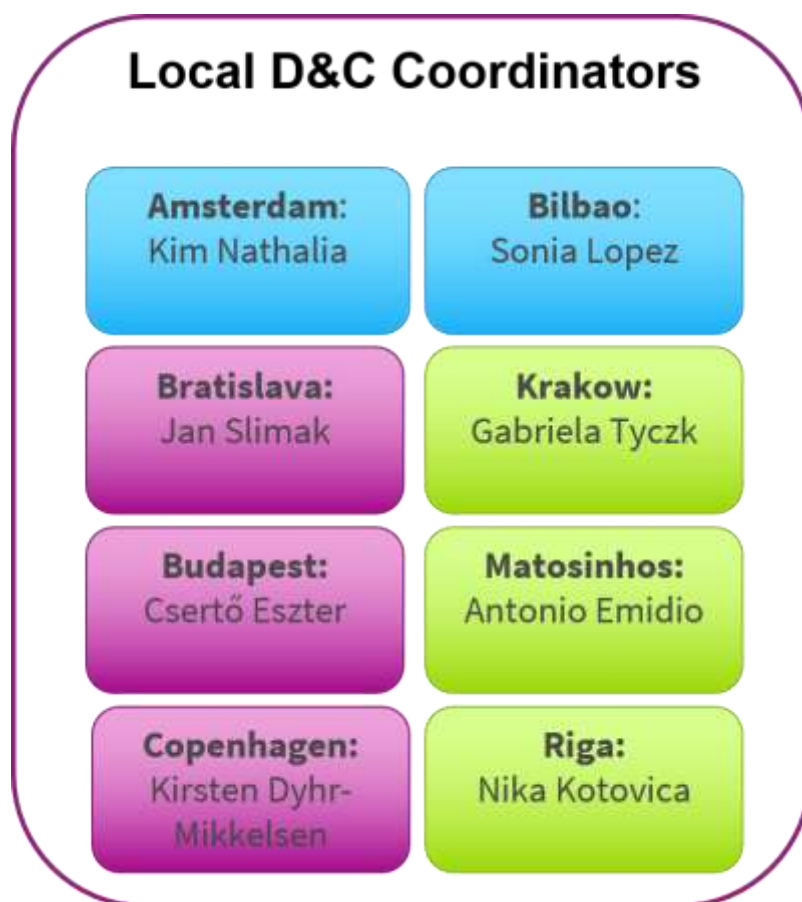 Local D&C Coordinators
Amsterdam:
Kim Nathalia
Bilbao:
Sonia Lopez
Bratislava:
Jan Slimak
Krakow:
Gabriela Tyczk
Budapest:
Csertő Eszter
Matosinhos:
Antonio Emidio
Copenhagen:
Kirsten Dyhr-
Mikkelsen
Riga:
Nika Kotovica